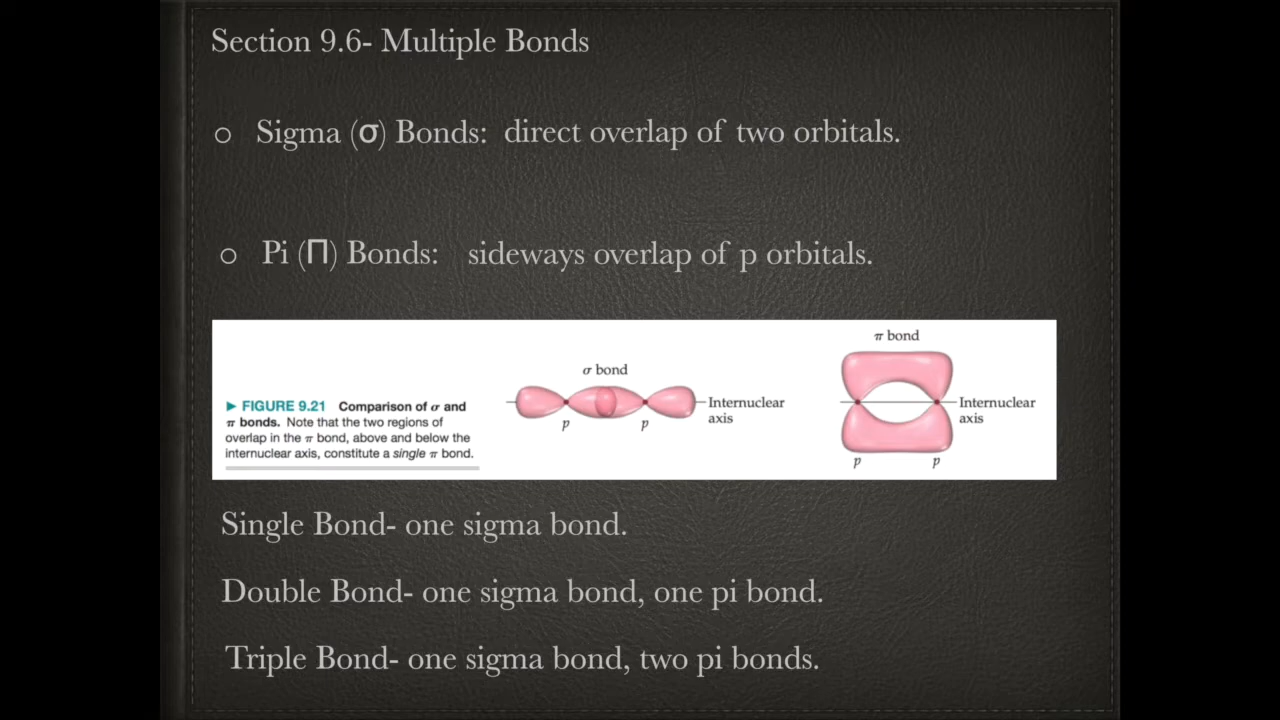 Section 9.6- Multiple Bonds
○ Sigma (σ) Bonds: direct overlap of two orbitals.
○ Pi (Π) Bonds: sideways overlap of p orbitals.
▶ FIGURE 9.21 Comparison of σ and
π bonds. Note that the two regions of
overlap in the π bond, above and below the
internuclear axis, constitute a single π bond.
σ bond
p p
Internuclear
axis
π bond
Internuclear
axis
p p
Single Bond- one sigma bond.
Double Bond- one sigma bond, one pi bond.
Triple Bond- one sigma bond, two pi bonds.